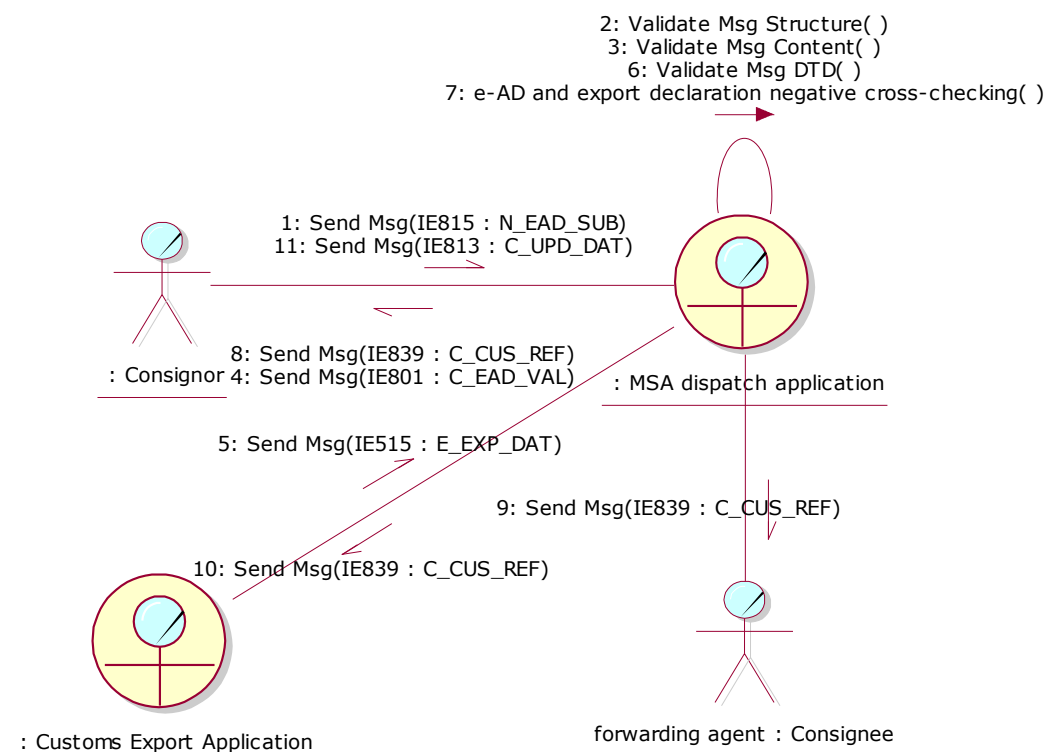 2: Validate Msg Structure( )
3: Validate Msg Content( )
6: Validate Msg DTD( )
7: e-AD and export declaration negative cross-checking( )
1: Send Msg(IE815 : N_EAD_SUB)
11: Send Msg(IE813 : C_UPD_DAT)
8: Send Msg(IE839 : C_CUS_REF)
: Consignor
4: Send Msg(IE801 : C_EAD_VAL)
: MSA dispatch application
5: Send Msg(IE515 : E_EXP_DAT)
9: Send Msg(IE839 : C_CUS_REF)
10: Send Msg(IE839 : C_CUS_REF)
: Customs Export Application
forwarding agent : Consignee